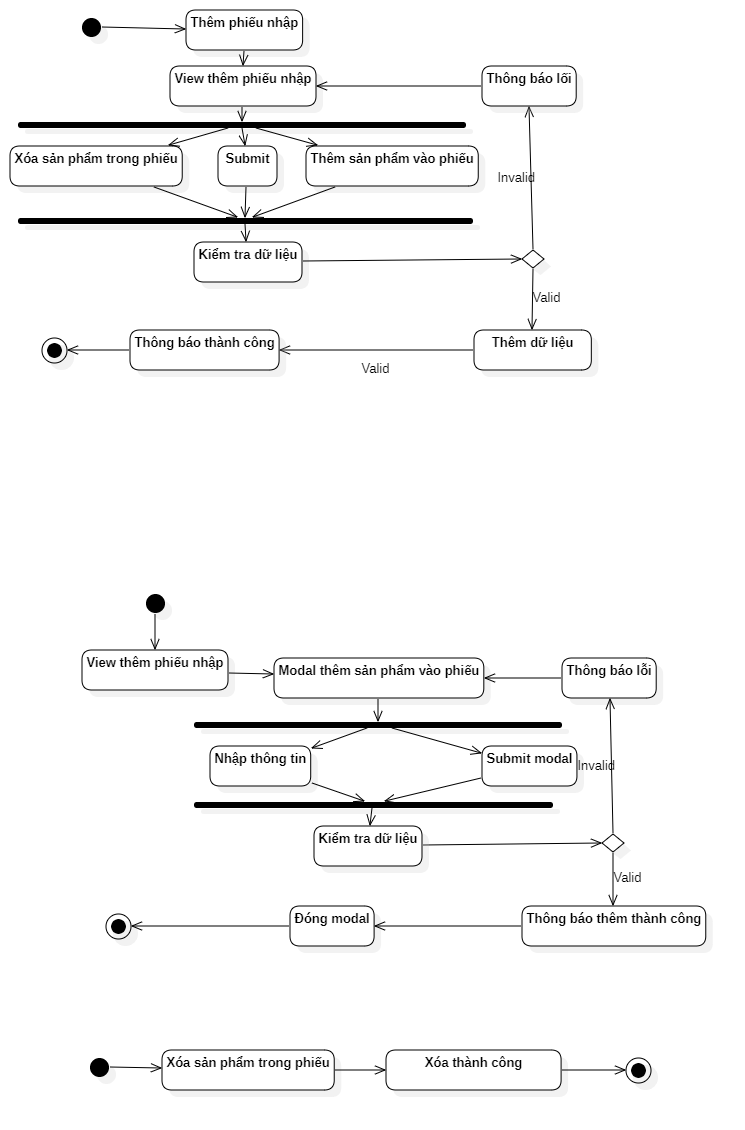 Thêm phiếu nhập
View thêm phiếu nhập
Thông báo lối
Xóa sản phẩm trong phiếu
Submit
Thêm sản phẩm vào phiếu
Invalid
Kiểm tra dữ liệu
Valid
Thông báo thành công
Thêm dữ liệu
Valid
View thêm phiếu nhập
Modal thêm sản phẩm vào phiếu
Thông báo lỗi
Nhập thông tin
Submit modal
Invalid
Kiểm tra dữ liệu
Valid
Đóng modal
Thông báo thêm thành công
Xóa sản phẩm trong phiếu
Xóa thành công